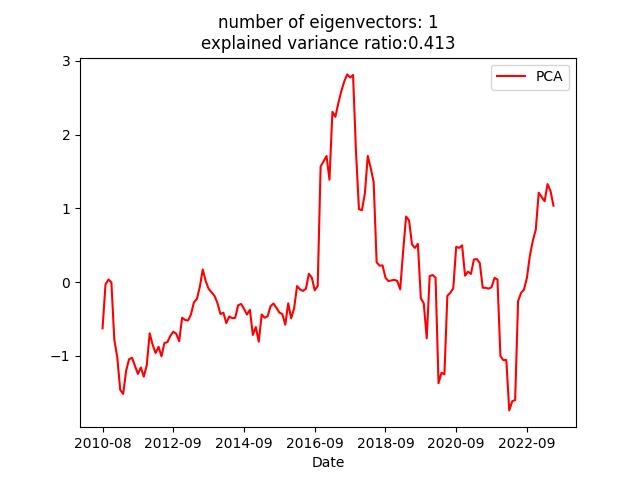 number of eigenvectors: 1
explained variance ratio:0.413
PCA
3
2
1
0
−1
2010-08 2012-09 2014-09 2016-09 2018-09 2020-09 2022-09
Date